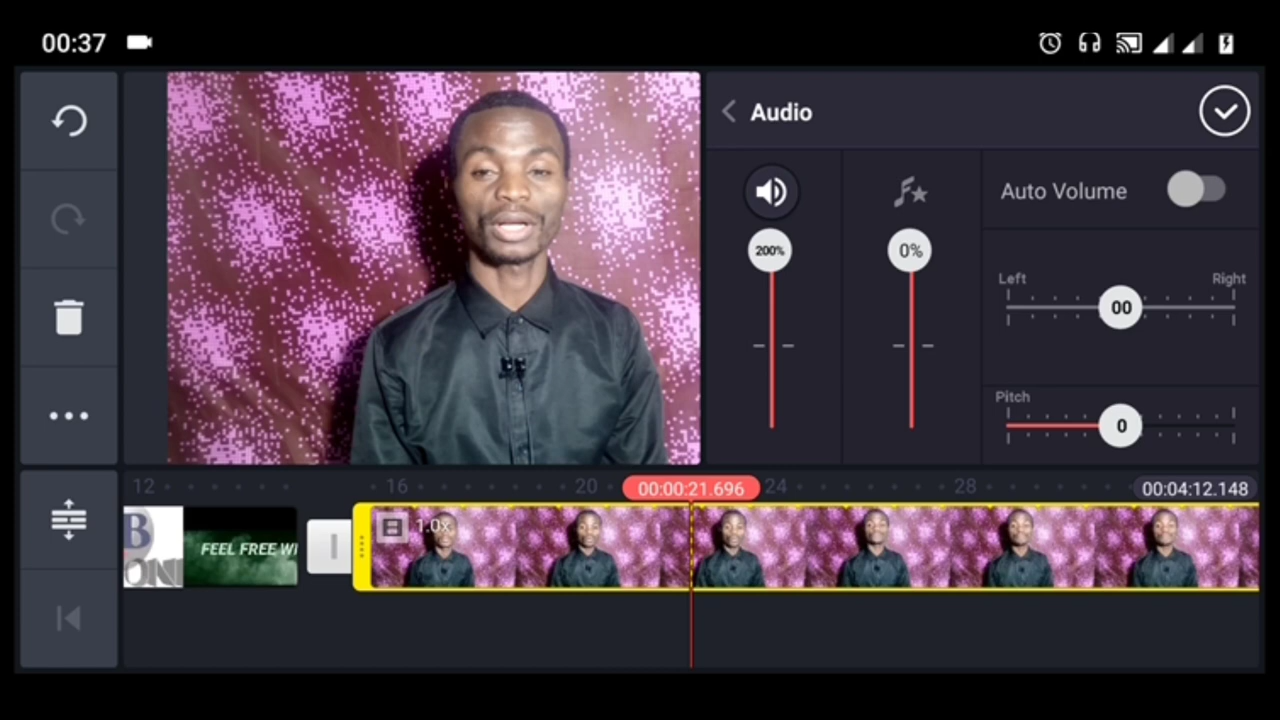 00:37
Audio
Auto Volume
200%
0%
Left
Right
00
Pitch
0
12
16
20
00:00:21.696
24
28
00:04:12.148
B
ON
FEEL FREE WI
1.0x